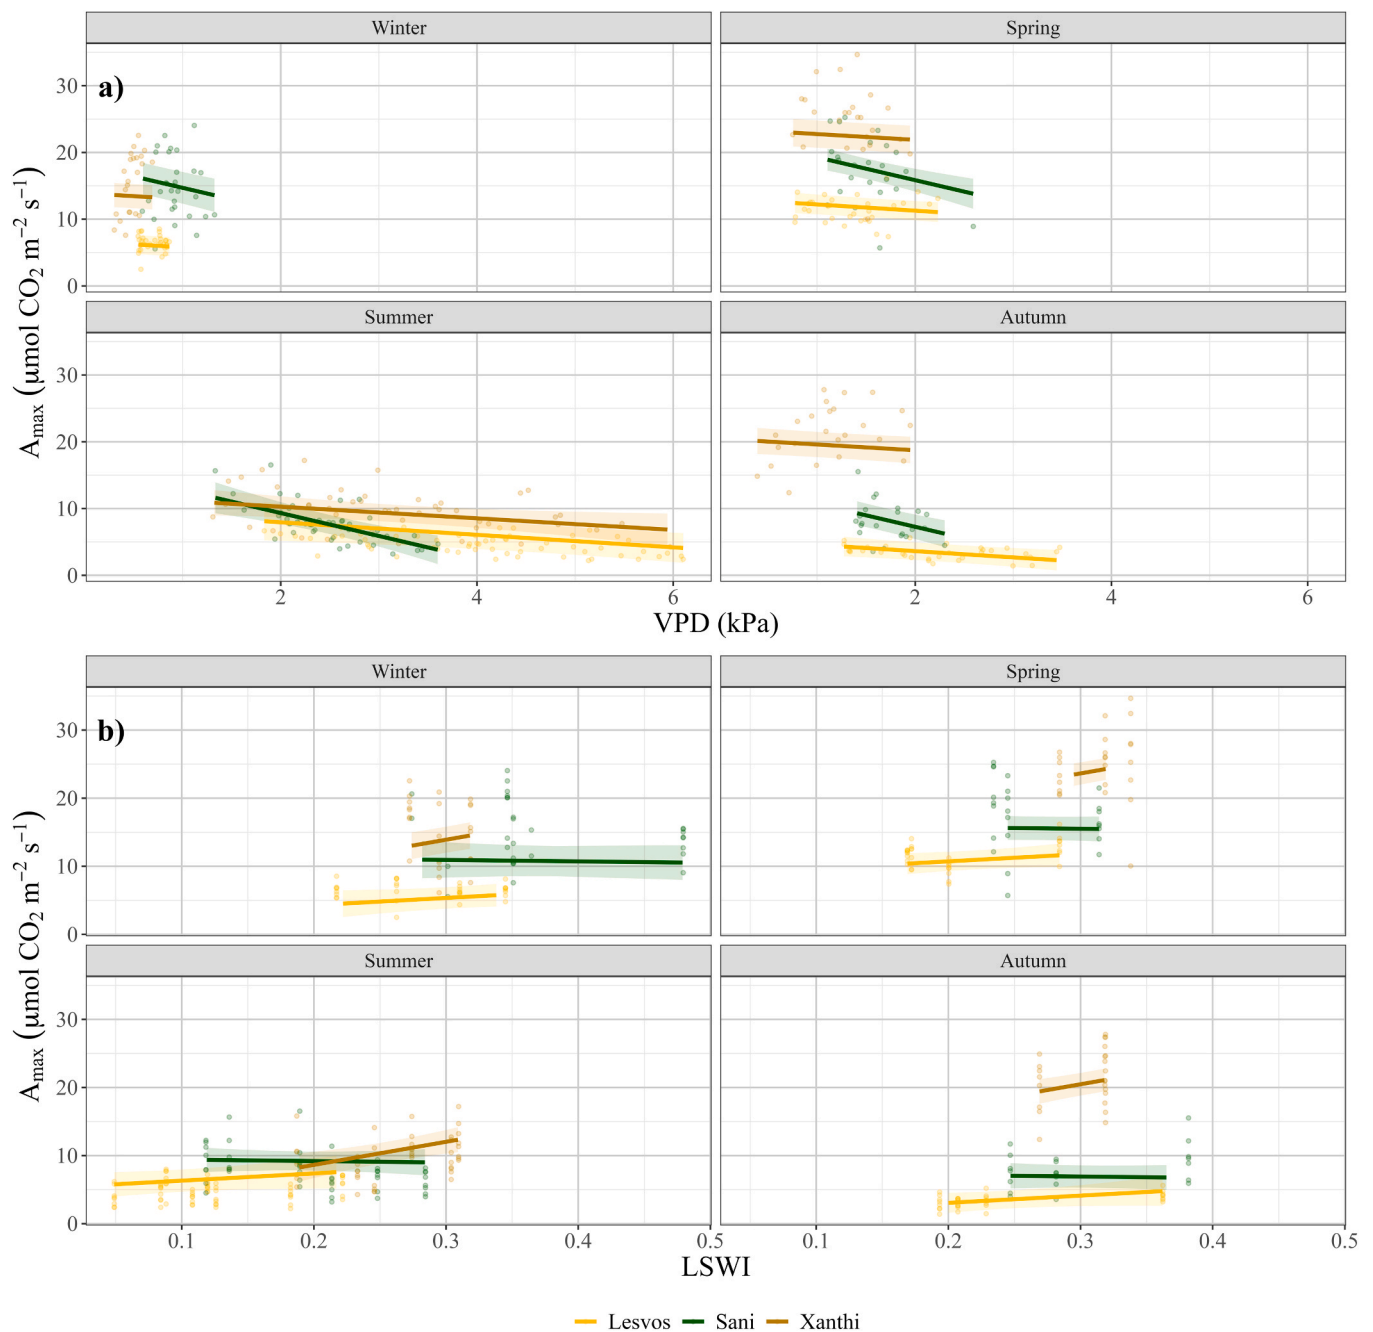 Winter
Spring
a)
30
20
10
0
Summer
Autumn
30
20
10
0
A_max (μmol CO₂ m⁻² s⁻¹)
2
4
6
2
4
6
VPD (kPa)
Winter
Spring
b)
30
20
10
0
Summer
Autumn
30
20
10
0
A_max (μmol CO₂ m⁻² s⁻¹)
0.1
0.2
0.3
0.4
0.5
0.1
0.2
0.3
0.4
0.5
LSWI
Lesvos Sani Xanthi